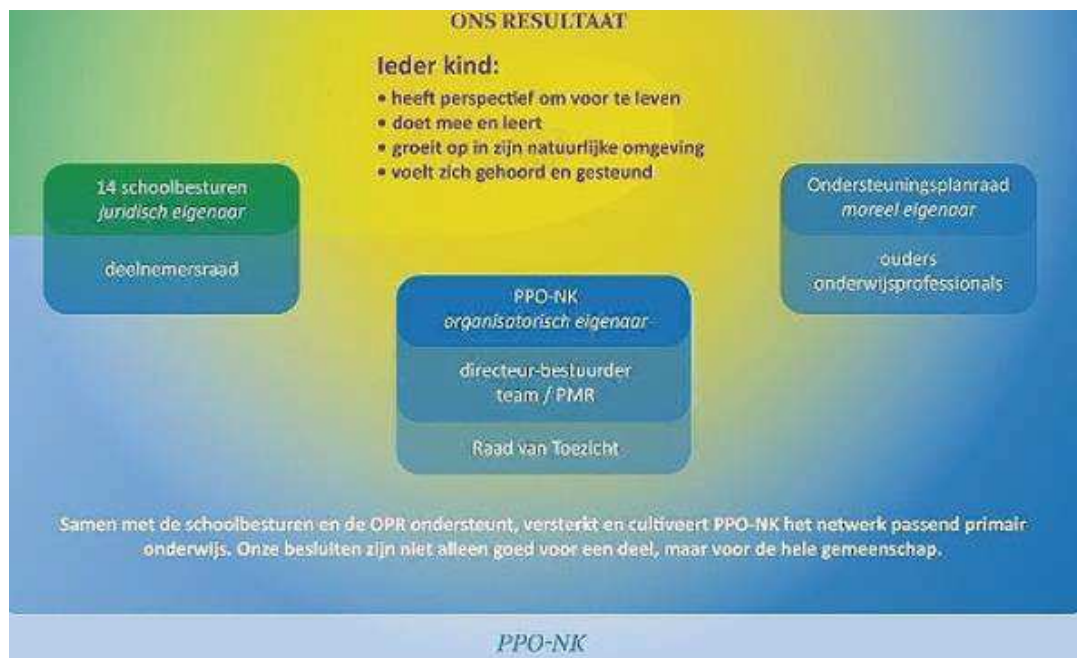 ONS RESULTAAT
Ieder kind:
• heeft perspectief om voor te leven
• doet mee en leert
• groeit op in zijn natuurlijke omgeving
• voelt zich gehoord en gesteund
14 schoolbesturen
juridisch eigenaar
deelnemersraad
Ondersteuningsplanraad
moreel eigenaar
ouders
onderwijsprofessionals
PPO-NK
organisatorisch eigenaar
directeur-bestuurder
team / PMR
Raad van Toezicht
Samen met de schoolbesturen en de OPR ondersteunt, versterkt en cultiveert PPO-NK het netwerk passend primair
onderwijs. Onze besluiten zijn niet alleen goed voor een deel, maar voor de hele gemeenschap.
PPO-NK